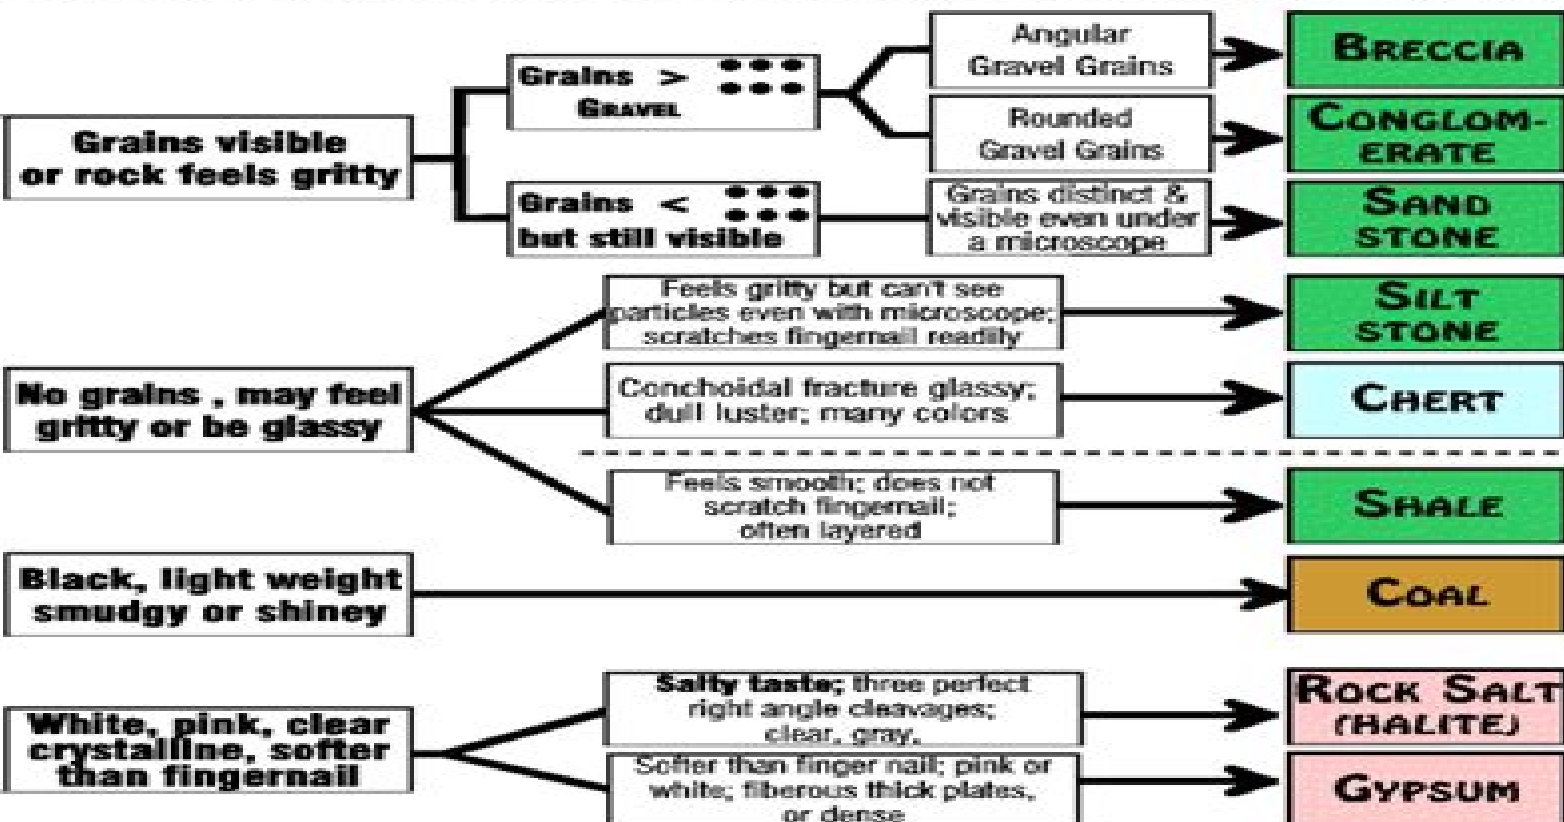 Grains visible
or rock feels gritty
Grains >
GRAVEL
Angular
Gravel Grains
BRECCIA
Rounded
Gravel Grains
CONGLOM-
ERATE
Grains <
but still visible
Grains distinct &
visible even under
a microscope
SAND
STONE
No grains , may feel
gritty or be glassy
Feels gritty but can't see
particles even with microscope;
scratches fingernail readily
SILT
STONE
Conchoidal fracture glassy;
dull luster; many colors
CHERT
Feels smooth; does not
scratch fingernail;
often layered
SHALE
Black, light weight
smudgy or shiney
COAL
White, pink, clear
crystalline, softer
than fingernail
Salty taste; three perfect
right angle cleavages;
clear, gray,
ROCK SALT
(HALITE)
Softer than finger nail; pink or
white; fiberous thick plates,
or dense
GYPSUM